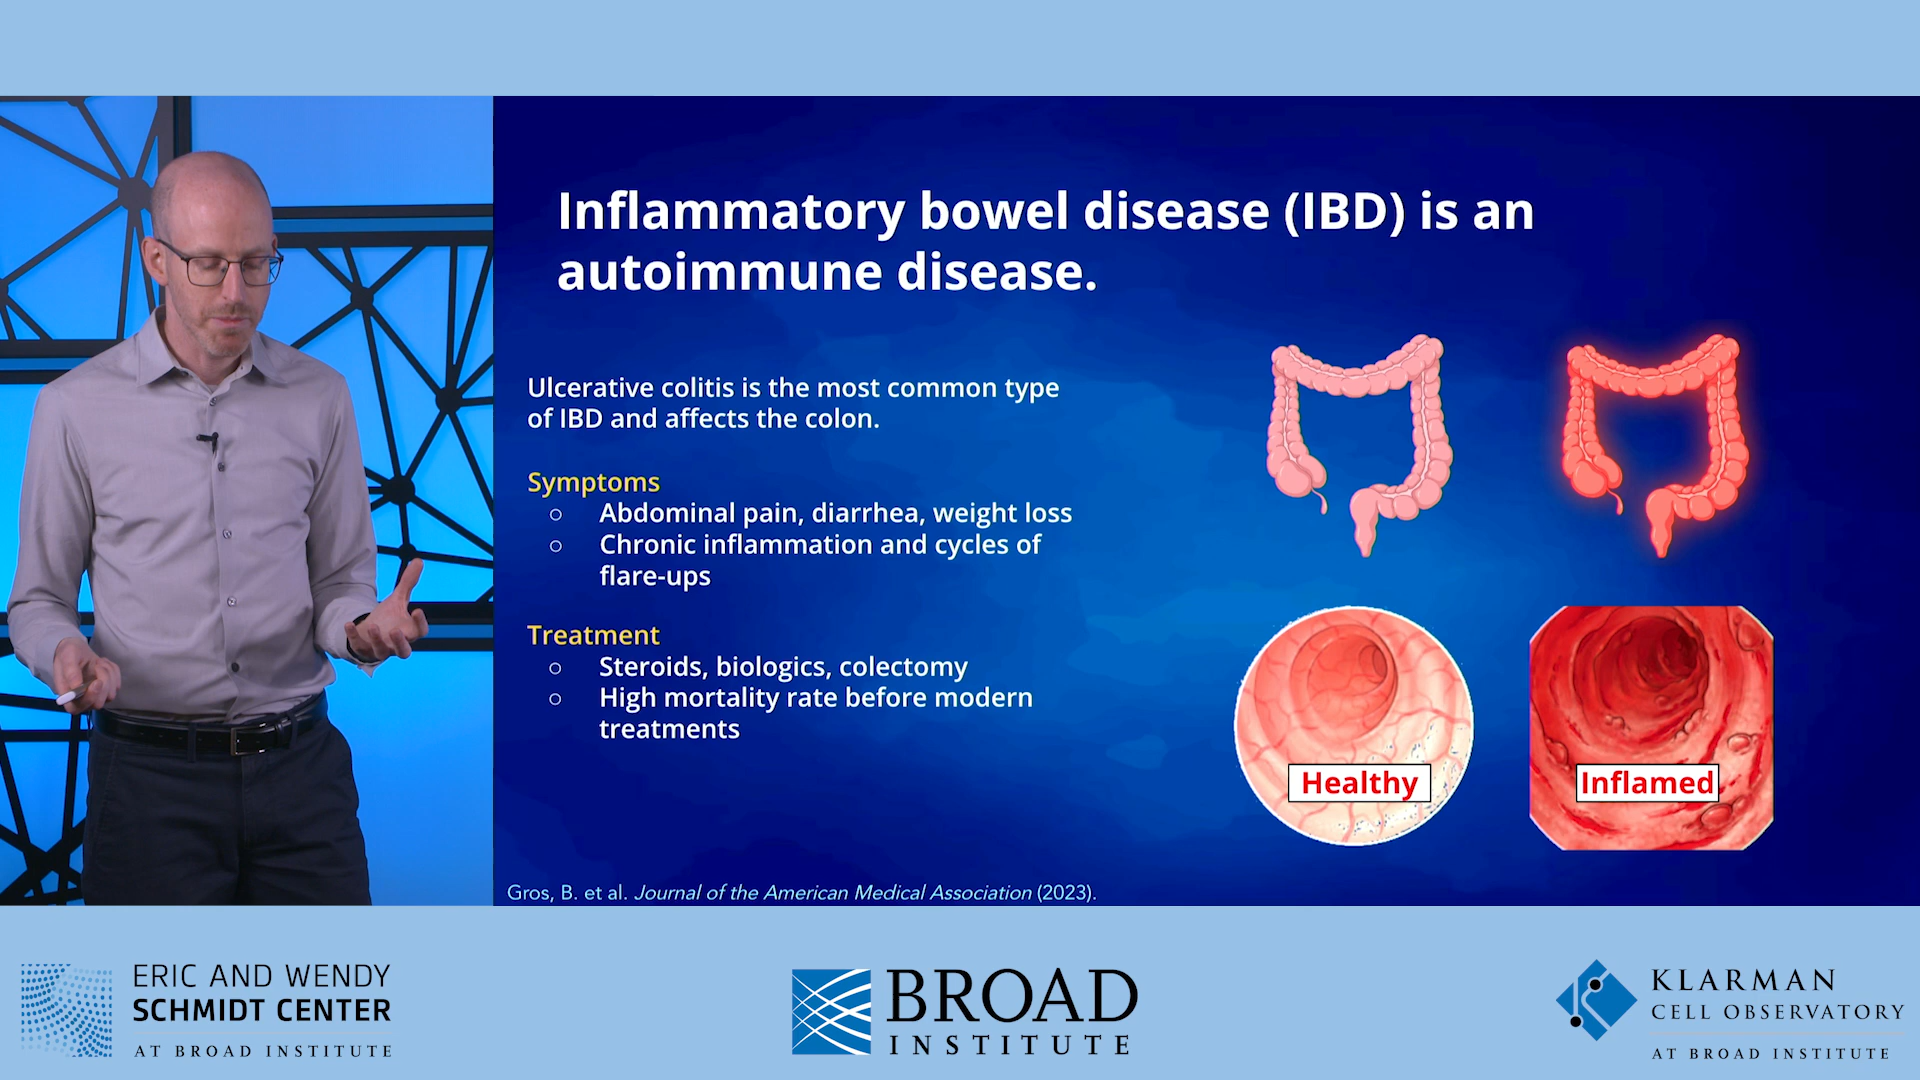 Inflammatory bowel disease (IBD) is an
autoimmune disease.
Ulcerative colitis is the most common type
of IBD and affects the colon.
Symptoms
○ Abdominal pain, diarrhea, weight loss
○ Chronic inflammation and cycles of
flare-ups
Treatment
○ Steroids, biologics, colectomy
○ High mortality rate before modern
treatments
Healthy
Inflamed
Gros, B. et al. Journal of the American Medical Association (2023).
ERIC AND WENDY
SCHMIDT CENTER
AT BROAD INSTITUTE
BROAD
INSTITUTE
KLARMAN
CELL OBSERVATORY
AT BROAD INSTITUTE